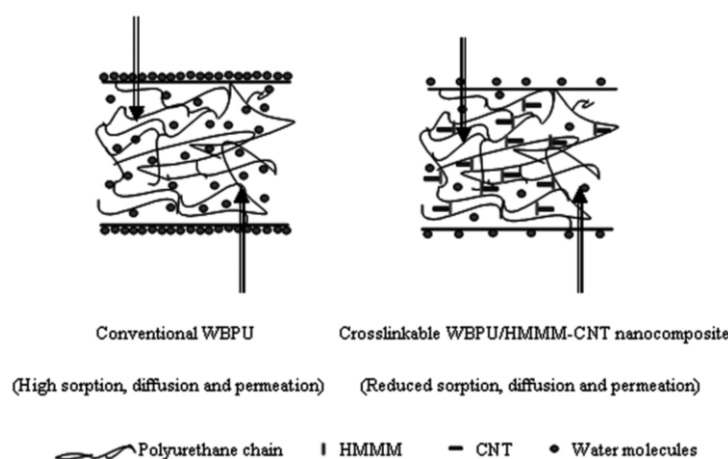 Conventional WBPU
Crosslinkable WBPU/HMMM-CNT nanocomposite
(High sorption, diffusion and permeation)
(Reduced sorption, diffusion and permeation)
Polyurethane chain
HMMM
CNT
Water molecules